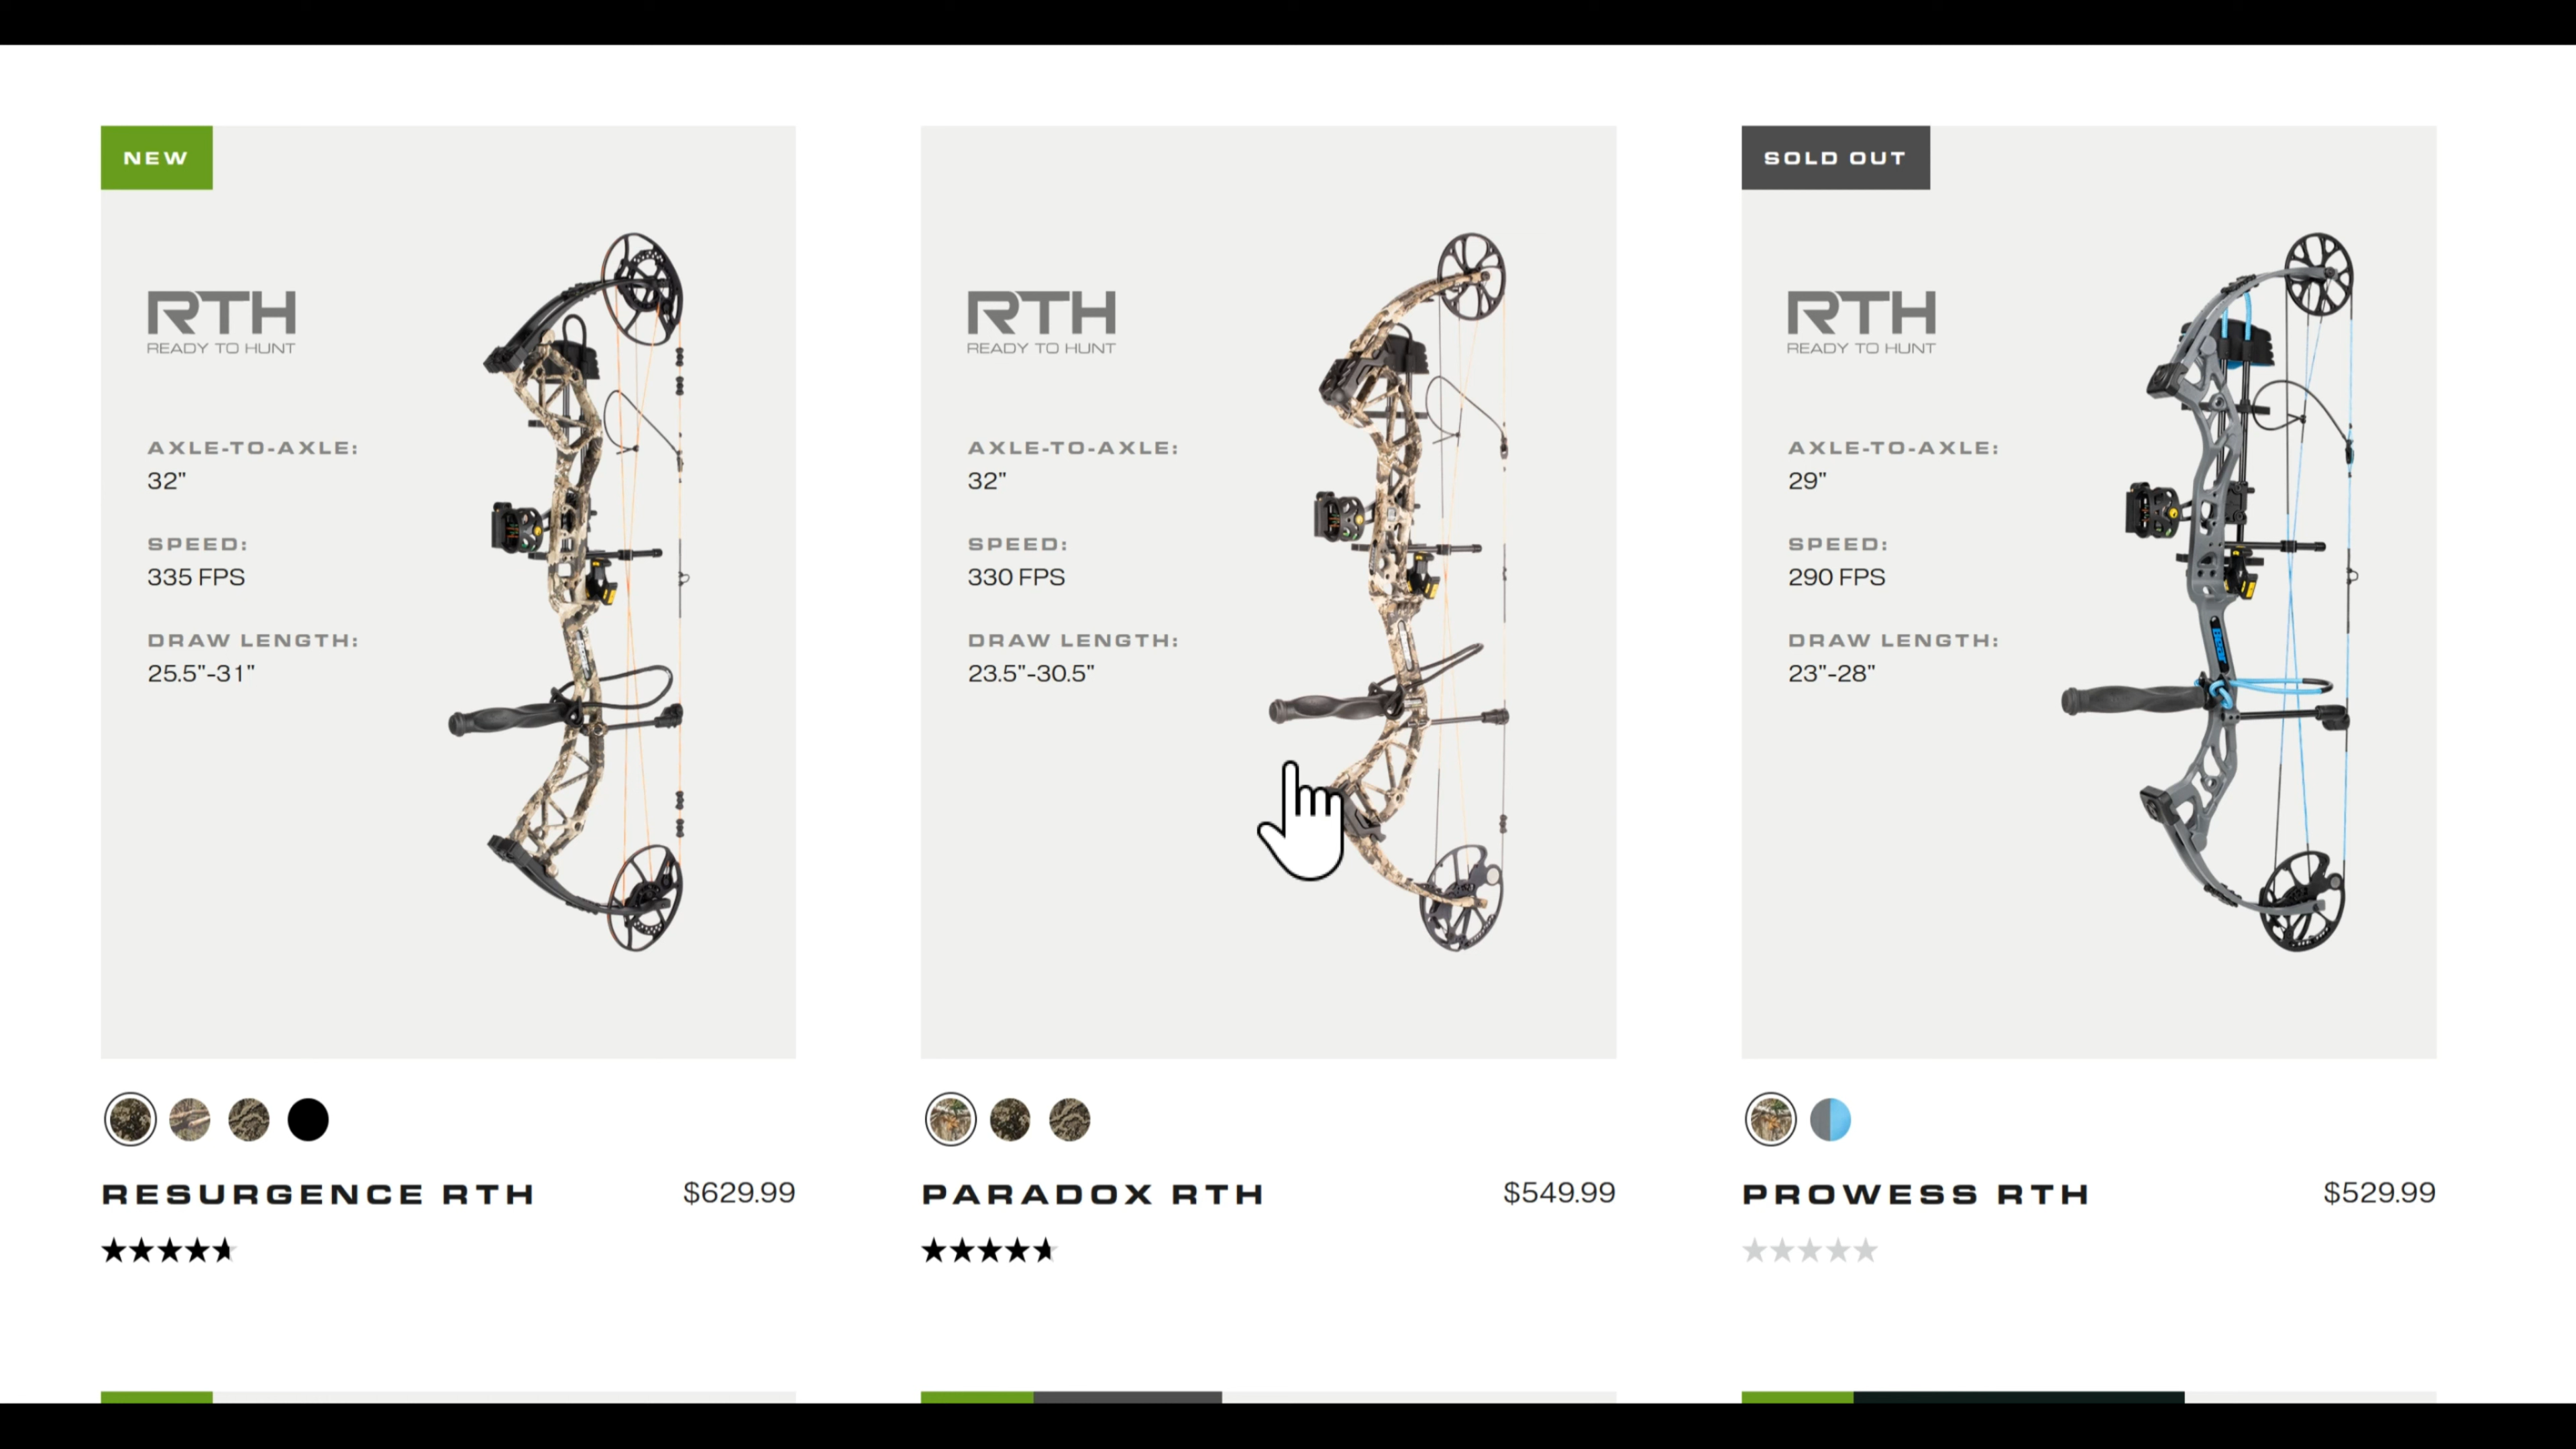 NEW
RTH
READY TO HUNT
AXLE-TO-AXLE:
32"
SPEED:
335 FPS
DRAW LENGTH:
25.5"-31"
RESURGENCE RTH
$629.99
RTH
READY TO HUNT
AXLE-TO-AXLE:
32"
SPEED:
330 FPS
DRAW LENGTH:
23.5"-30.5"
PARADOX RTH
$549.99
SOLD OUT
RTH
READY TO HUNT
AXLE-TO-AXLE:
29"
SPEED:
290 FPS
DRAW LENGTH:
23"-28"
PROWESS RTH
$529.99